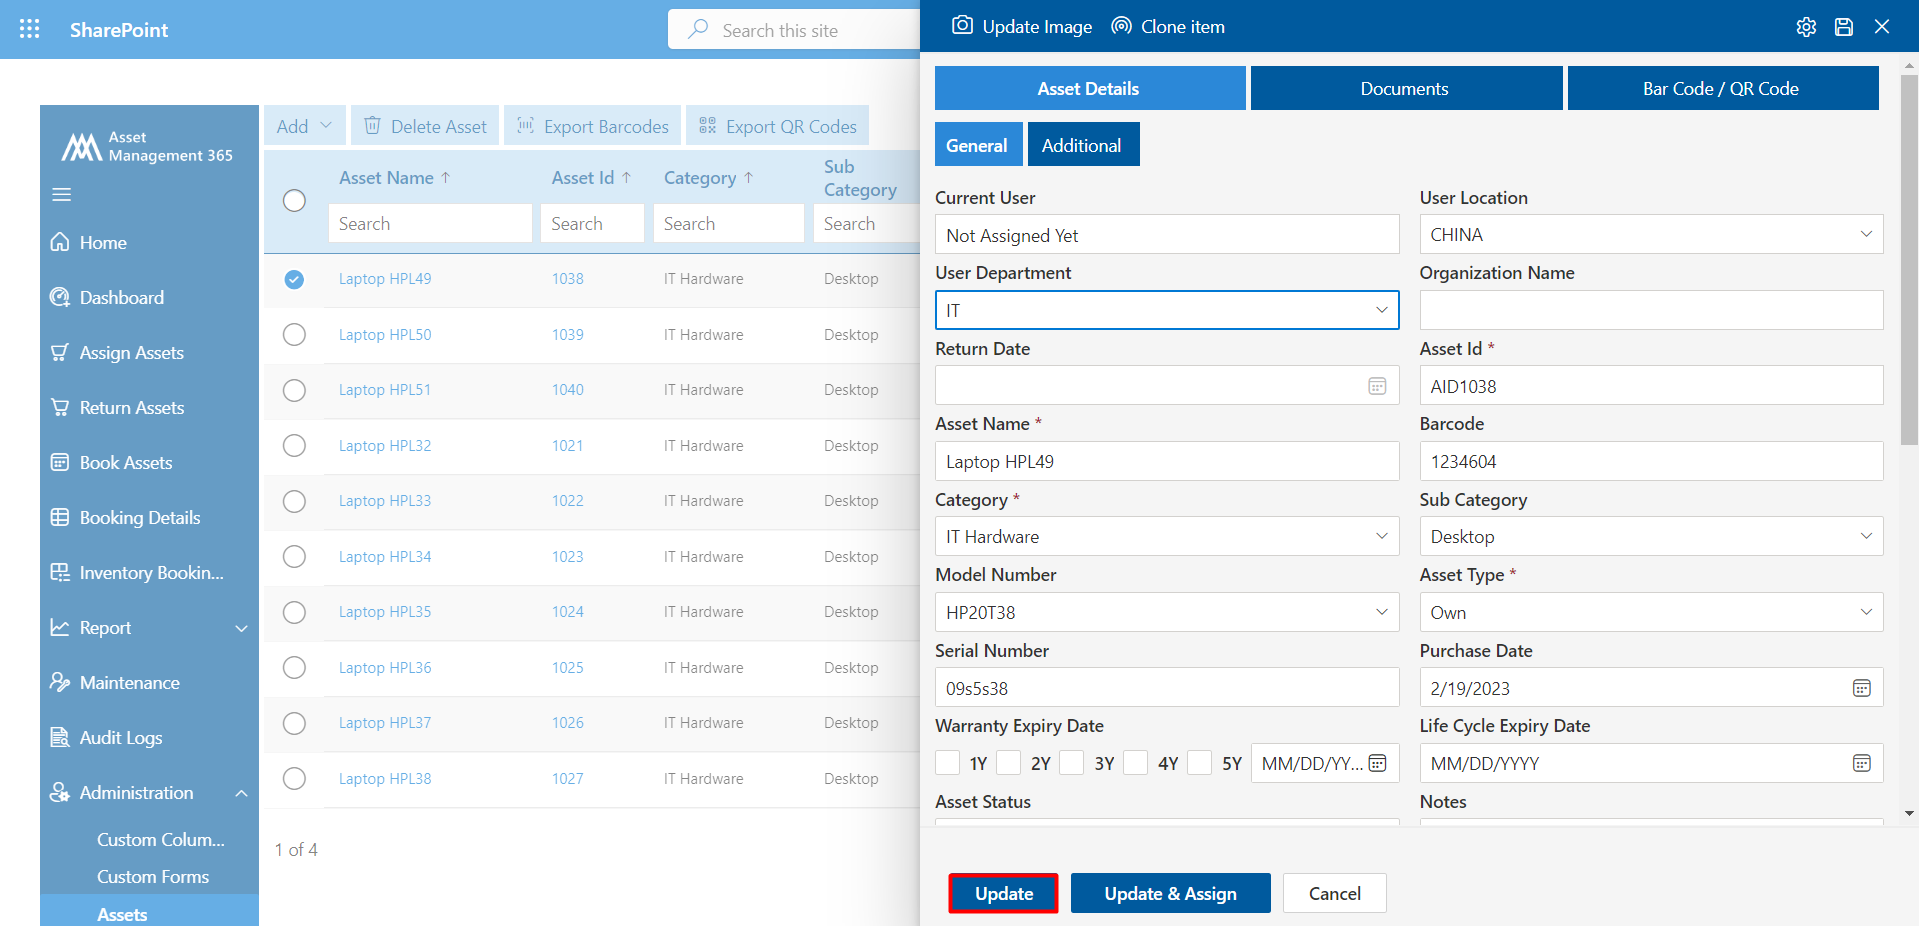 SharePoint
Search this site
Update Image
Clone item
Asset
Management 365
Home
Dashboard
Assign Assets
Return Assets
Book Assets
Booking Details
Inventory Bookin...
Report
Maintenance
Audit Logs
Administration
Custom Colum...
Custom Forms
Assets
Add
Delete Asset
Export Barcodes
Export QR Codes
Asset Name ↑ Asset Id ↑ Category ↑ Sub Category
Search Search Search Search
Laptop HPL49 1038 IT Hardware Desktop
Laptop HPL50 1039 IT Hardware Desktop
Laptop HPL51 1040 IT Hardware Desktop
Laptop HPL32 1021 IT Hardware Desktop
Laptop HPL33 1022 IT Hardware Desktop
Laptop HPL34 1023 IT Hardware Desktop
Laptop HPL35 1024 IT Hardware Desktop
Laptop HPL36 1025 IT Hardware Desktop
Laptop HPL37 1026 IT Hardware Desktop
Laptop HPL38 1027 IT Hardware Desktop
1 of 4
Asset Details
Documents
Bar Code / QR Code
General
Additional
Current User
Not Assigned Yet
User Location
CHINA
User Department
IT
Organization Name
Return Date
Asset Id *
AID1038
Asset Name *
Laptop HPL49
Barcode
1234604
Category *
IT Hardware
Sub Category
Desktop
Model Number
HP20T38
Asset Type *
Own
Serial Number
09s5s38
Purchase Date
2/19/2023
Warranty Expiry Date
1Y 2Y 3Y 4Y 5Y MM/DD/YY...
Life Cycle Expiry Date
MM/DD/YYYY
Asset Status
Notes
Update
Update & Assign
Cancel